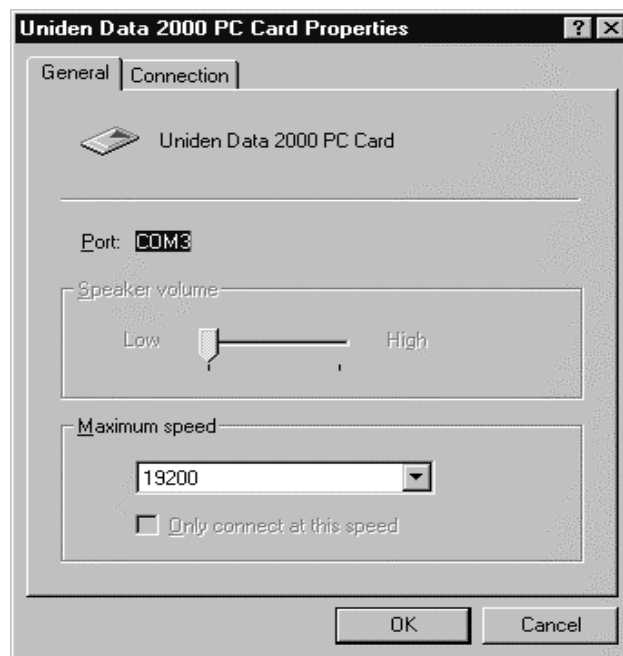 Uniden Data 2000 PC Card Properties
General Connection
Uniden Data 2000 PC Card
Port: COM3
Speaker volume
Low High
Maximum speed
19200
Only connect at this speed
OK Cancel